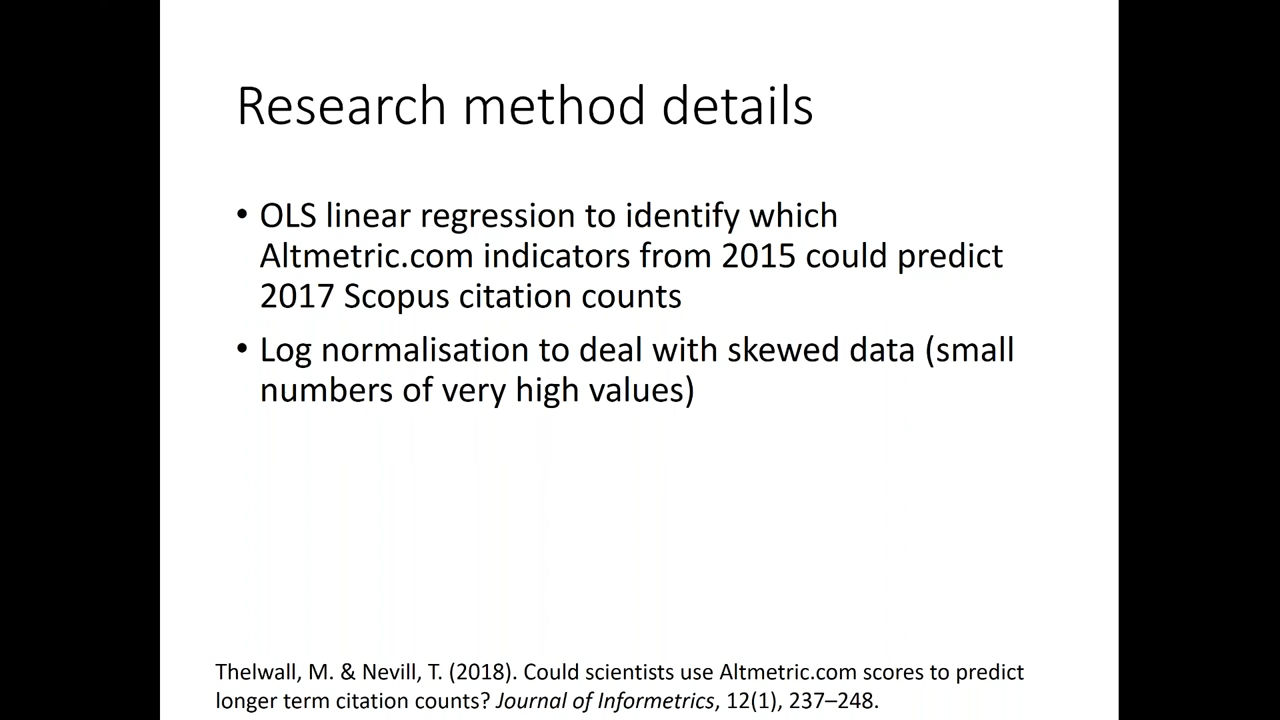 Research method details
• OLS linear regression to identify which
Altmetric.com indicators from 2015 could predict
2017 Scopus citation counts
• Log normalisation to deal with skewed data (small
numbers of very high values)
Thelwall, M. & Nevill, T. (2018). Could scientists use Altmetric.com scores to predict
longer term citation counts? Journal of Informetrics, 12(1), 237–248.